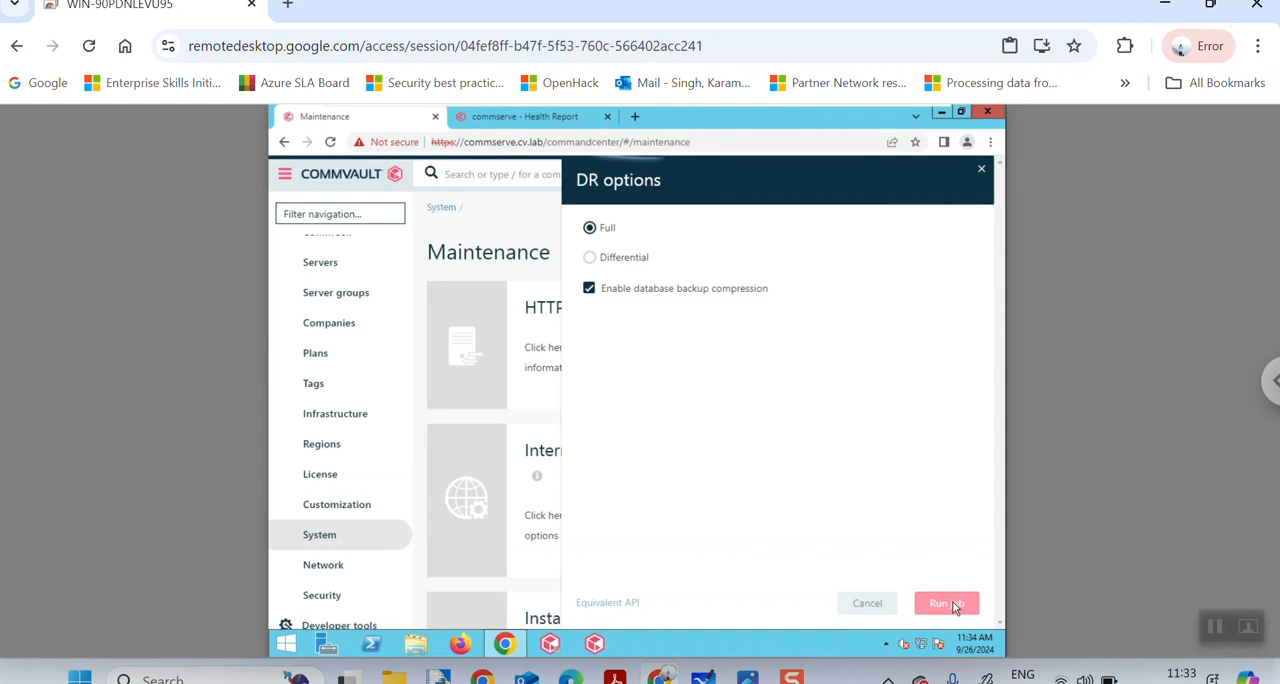 WIN-90PDNLEVU95
remotedesktop.google.com/access/session/04fef8ff-b47f-5f53-760c-566402acc241
Error
Google
Enterprise Skills Initi...
Azure SLA Board
Security best practic...
OpenHack
Mail - Singh, Karam...
Partner Network res...
Processing data fro...
All Bookmarks
Maintenance
commserve - Health Report
Not secure
https://commserve.cv.lab/commandcenter/#/maintenance
COMMVAULT
Search or type / for a com
DR options
Filter navigation...
System /
Full
Maintenance
Differential
Servers
Enable database backup compression
Server groups
HTTP
Companies
Click her
Plans
informat
Tags
Infrastructure
Regions
Inter
License
Customization
Click her
System
options
Network
Security
Equivalent API
Cancel
Run job
Insta
Developer tools
11:34 AM
9/26/2024
Search
ENG
11:33